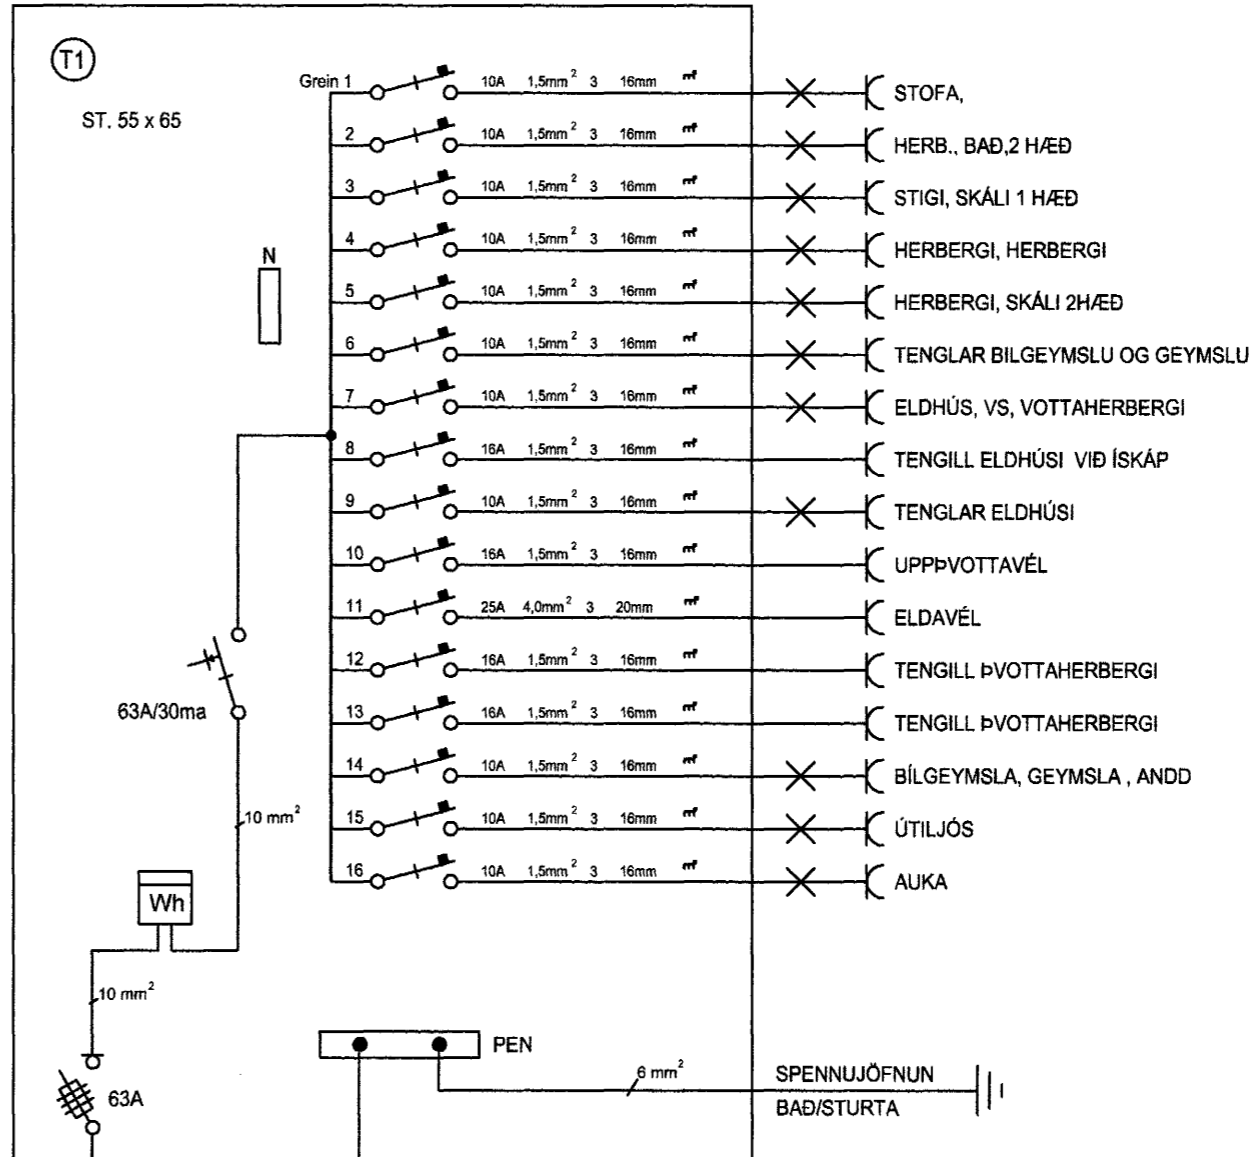 T1
ST. 55 x 65
Grein 1 10A 1,5mm² 3 16mm STOFA,
2 10A 1,5mm² 3 16mm HERB., BAÐ,2 HÆÐ
3 10A 1,5mm² 3 16mm STIGI, SKÁLI 1 HÆÐ
4 10A 1,5mm² 3 16mm HERBERGI, HERBERGI
5 10A 1,5mm² 3 16mm HERBERGI, SKÁLI 2HÆÐ
6 10A 1,5mm² 3 16mm TENGLAR BILGEYMSLU OG GEYMSLU
7 10A 1,5mm² 3 16mm ELDHÚS, VS, VOTTAHERBERGI
8 16A 1,5mm² 3 16mm TENGILL ELDHÚSI VIÐ ÍSKÁP
9 10A 1,5mm² 3 16mm TENGLAR ELDHÚSI
10 16A 1,5mm² 3 16mm UPPÞVOTTAVÉL
11 25A 4,0mm² 3 20mm ELDAVÉL
12 16A 1,5mm² 3 16mm TENGILL ÞVOTTAHERBERGI
13 16A 1,5mm² 3 16mm TENGILL ÞVOTTAHERBERGI
14 10A 1,5mm² 3 16mm BÍLGEYMSLA, GEYMSLA , ANDD
15 10A 1,5mm² 3 16mm ÚTILJÓS
16 10A 1,5mm² 3 16mm AUKA
N
63A/30ma
10 mm²
Wh
10 mm²
63A
PEN
6 mm²
SPENNUJÖFNUN
BAÐ/STURTA